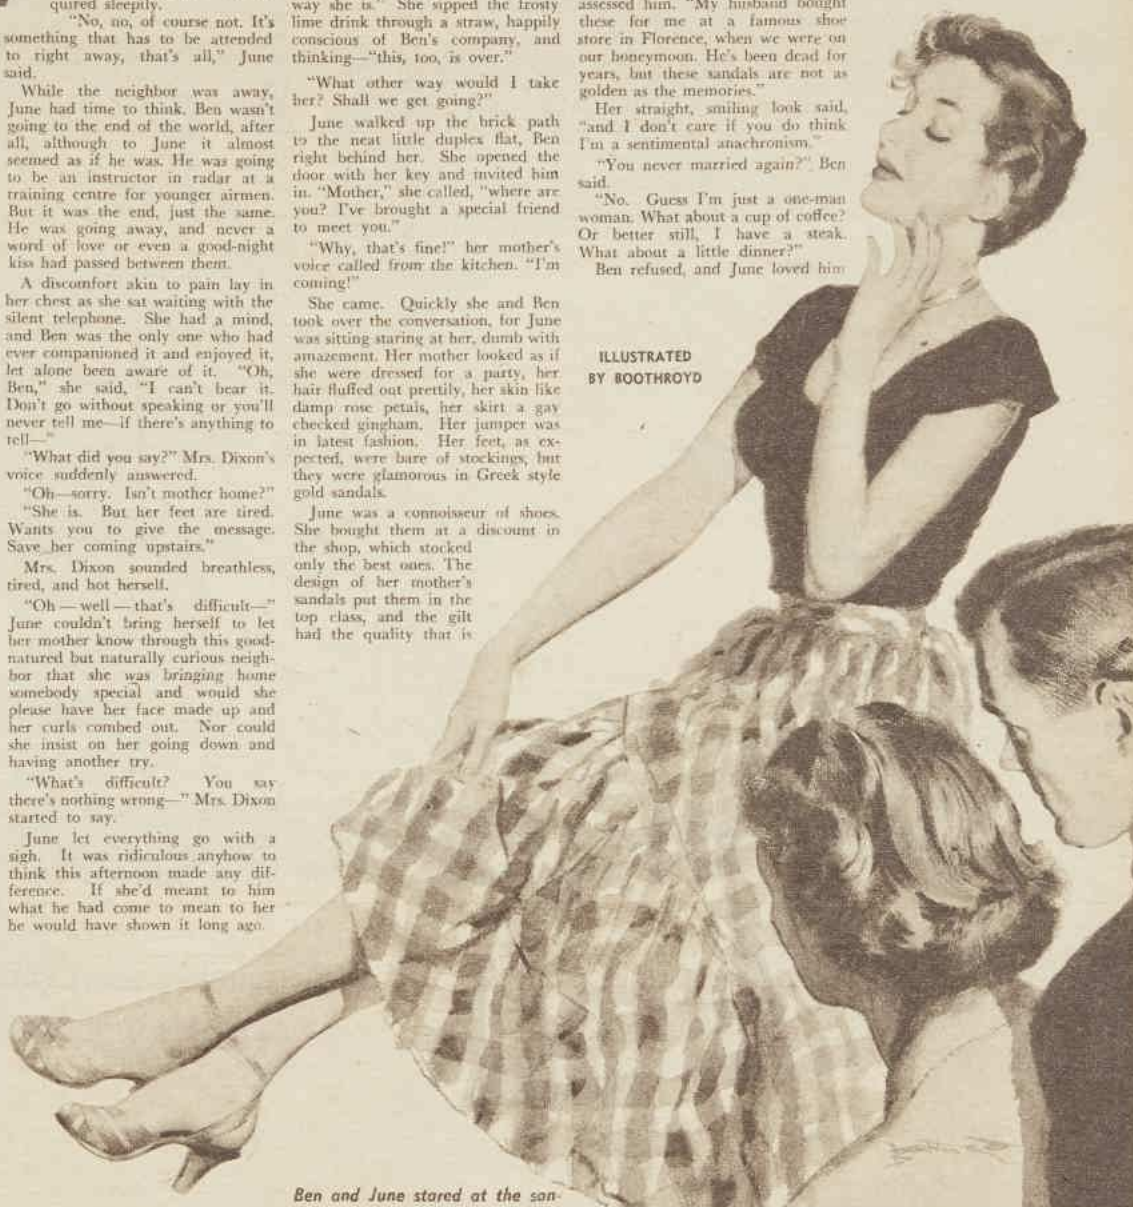 quired sleepily.
"No, no, of course not. It's
something that has to be attended
to right away, that's all," June
said.
While the neighbor was away,
June had time to think. Ben wasn't
going to the end of the world, after
all, although to June it almost
seemed as if he was. He was going
to be an instructor in radar at a
training centre for younger airmen.
But it was the end, just the same.
He was going away, and never a
word of love or even a good-night
kiss had passed between them.
A discomfort akin to pain lay in
her chest as she sat waiting with the
silent telephone. She had a mind,
and Ben was the only one who had
ever companioned it and enjoyed it,
let alone been aware of it. "Oh,
Ben," she said, "I can't bear it.
Don't go without speaking or you'll
never tell me—if there's anything to
tell—"
"What did you say?" Mrs. Dixon's
voice suddenly answered.
"Oh—sorry. Isn't mother home?"
"She is. But her feet are tired.
Wants you to give the message.
Save her coming upstairs."
Mrs. Dixon sounded breathless,
tired, and hot herself.
"Oh — well — that's difficult—"
June couldn't bring herself to let
her mother know through this good-
natured but naturally curious neigh-
bor that she was bringing home
somebody special and would she
please have her face made up and
her curls combed out. Nor could
she insist on her going down and
having another try.
"What's difficult? You say
there's nothing wrong—" Mrs. Dixon
started to say.
June let everything go with a
sigh. It was ridiculous anyhow to
think this afternoon made any dif-
ference. If she'd meant to him
what he had come to mean to her
he would have shown it long ago.
way she is." She sipped the frosty
lime drink through a straw, happily
conscious of Ben's company, and
thinking—"this, too, is over."
"What other way would I take
her? Shall we get going?"
June walked up the brick path
to the neat little duplex flat, Ben
right behind her. She opened the
door with her key and invited him
in. "Mother," she called, "where are
you? I've brought a special friend
to meet you."
"Why, that's fine!" her mother's
voice called from the kitchen. "I'm
coming!"
She came. Quickly she and Ben
took over the conversation, for June
was sitting staring at her, dumb with
amazement. Her mother looked as if
she were dressed for a party, her
hair fluffed out prettily, her skin like
damp rose petals, her skirt a gay
checked gingham. Her jumper was
in latest fashion. Her feet, as ex-
pected, were bare of stockings, but
they were glamorous in Greek style
gold sandals.
June was a connoisseur of shoes.
She bought them at a discount in
the shop, which stocked
only the best ones. The
design of her mother's
sandals put them in the
top class, and the gilt
had the quality that is
assessed him. "My husband bought
these for me at a famous shoe
store in Florence, when we were on
our honeymoon. He's been dead for
years, but these sandals are not as
golden as the memories."
Her straight, smiling look said,
"and I don't care if you do think
I'm a sentimental anachronism."
"You never married again?" Ben
said.
"No. Guess I'm just a one-man
woman. What about a cup of coffee?
Or better still, I have a steak.
What about a little dinner?"
Ben refused, and June loved him
ILLUSTRATED
BY BOOTHROYD
Ben and June stared at the san-